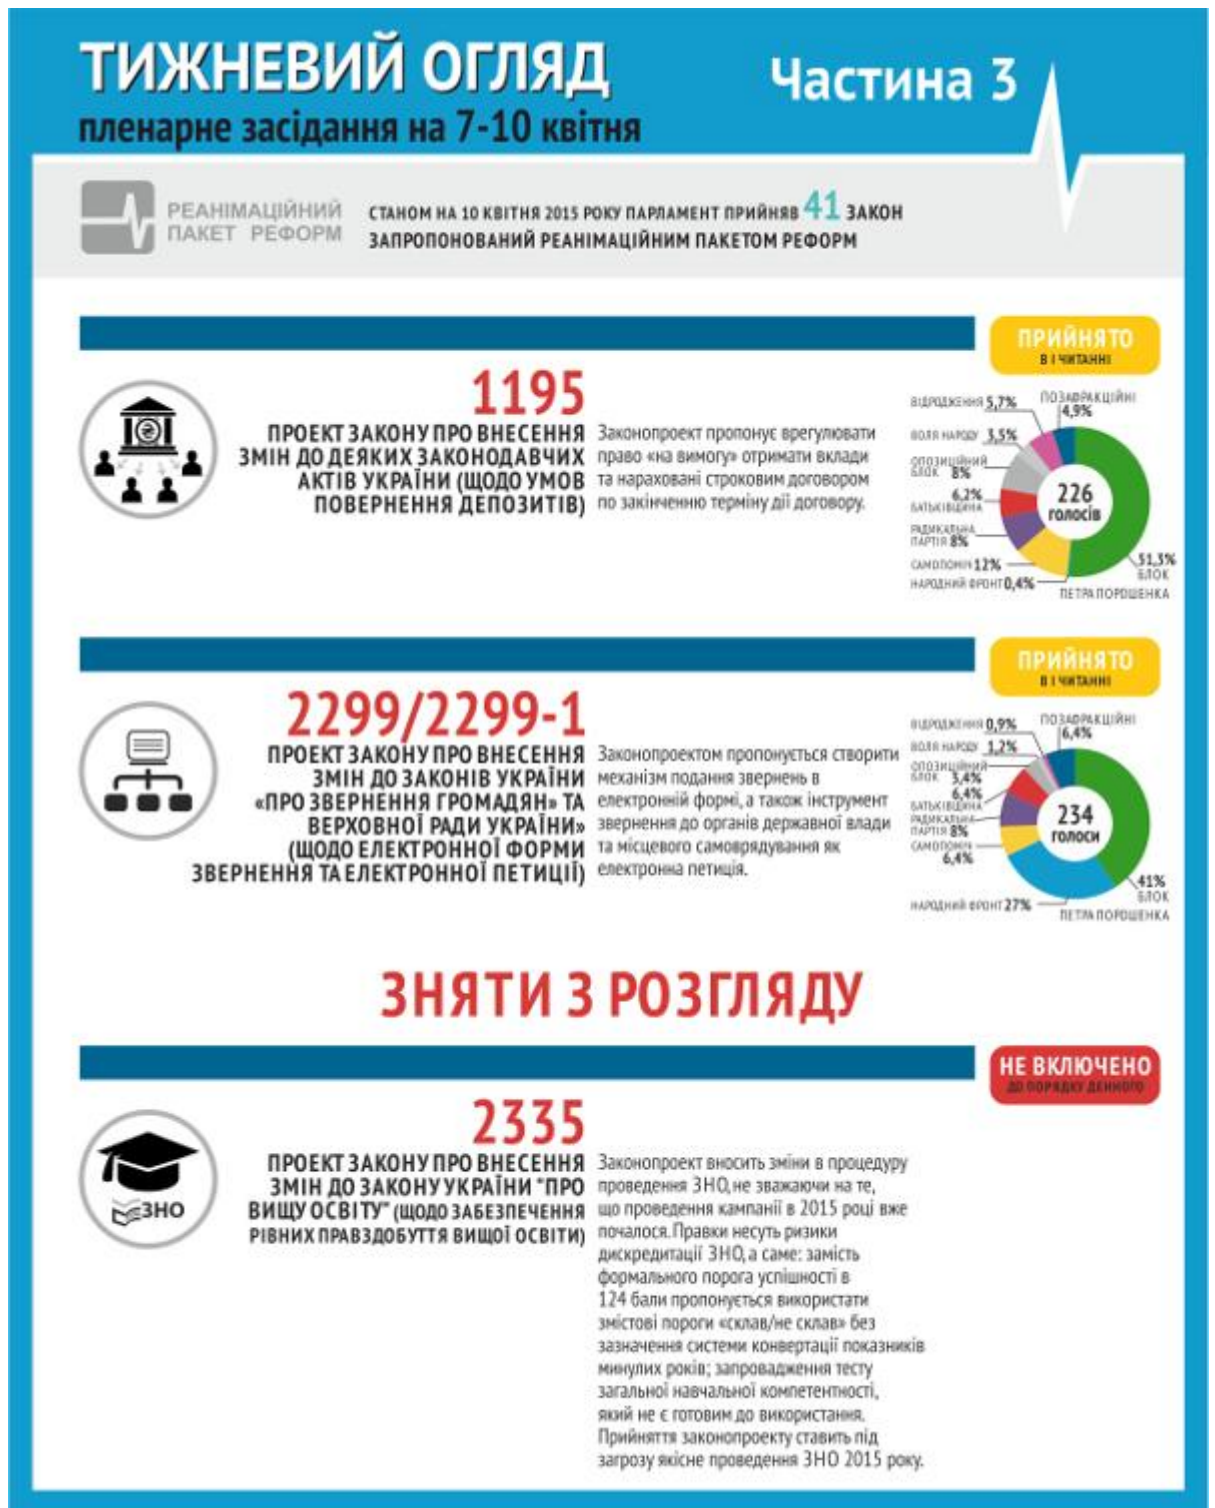 ТИЖНЕВИЙ ОГЛЯД
Частина 3
пленарне засідання на 7-10 квітня
РЕАНІМАЦІЙНИЙ
ПАКЕТ РЕФОРМ
СТАНОМ НА 10 КВІТНЯ 2015 РОКУ ПАРЛАМЕНТ ПРИЙНЯВ 41 ЗАКОН
ЗАПРОПОНОВАНИЙ РЕАНІМАЦІЙНИМ ПАКЕТОМ РЕФОРМ
ПРИЙНЯТО
В І ЧИТАННІ
1195
ПРОЕКТ ЗАКОНУ ПРО ВНЕСЕННЯ
ЗМІН ДО ДЕЯКИХ ЗАКОНОДАВЧИХ
АКТІВ УКРАЇНИ (ЩОДО УМОВ
ПОВЕРНЕННЯ ДЕПОЗИТІВ)
Законопроект пропонує врегулювати
право «на вимогу» отримати вклади
та нараховані строковим договором
по закінченню терміну дії договору.
ВІДРОДЖЕННЯ 5,7%
ПОЗАФРАКЦІЙНІ
4,9%
ВОЛЯ НАРОДУ 3,5%
ОПОЗИЦІЙНИЙ
БЛОК 8%
6,2%
БАТЬКІВЩИНА
РАДИКАЛЬНА
ПАРТІЯ 8%
САМОПОМІЧ 12%
НАРОДНИЙ ФРОНТ 0,4%
226
голосів
51,3%
БЛОК
ПЕТРА ПОРОШЕНКА
ПРИЙНЯТО
В І ЧИТАННІ
2299/2299-1
ПРОЕКТ ЗАКОНУ ПРО ВНЕСЕННЯ
ЗМІН ДО ЗАКОНІВ УКРАЇНИ
«ПРО ЗВЕРНЕННЯ ГРОМАДЯН» ТА
ВЕРХОВНОЇ РАДИ УКРАЇНИ»
(ЩОДО ЕЛЕКТРОННОЇ ФОРМИ
ЗВЕРНЕННЯ ТА ЕЛЕКТРОННОЇ ПЕТИЦІЇ)
Законопроектом пропонується створити
механізм подання звернень в
електронній формі, а також інструмент
звернення до органів державної влади
та місцевого самоврядування як
електронна петиція.
ВІДРОДЖЕННЯ 0,9%
ПОЗАФРАКЦІЙНІ
6,4%
ВОЛЯ НАРОДУ 1,2%
ОПОЗИЦІЙНИЙ
БЛОК 3,4%
6,4%
БАТЬКІВЩИНА
РАДИКАЛЬНА
ПАРТІЯ 8%
САМОПОМІЧ
6,4%
НАРОДНИЙ ФРОНТ 27%
234
голоси
41%
БЛОК
ПЕТРА ПОРОШЕНКА
ЗНЯТИ З РОЗГЛЯДУ
НЕ ВКЛЮЧЕНО
ДО ПОРЯДКУ ДЕННОГО
ЗНО
2335
ПРОЕКТ ЗАКОНУ ПРО ВНЕСЕННЯ
ЗМІН ДО ЗАКОНУ УКРАЇНИ "ПРО
ВИЩУ ОСВІТУ" (ЩОДО ЗАБЕЗПЕЧЕННЯ
РІВНИХ ПРАВ ЗДОБУТТЯ ВИЩОЇ ОСВІТИ)
Законопроект вносить зміни в процедуру
проведення ЗНО, не зважаючи на те,
що проведення кампанії в 2015 році вже
почалося. Правки несуть ризики
дискредитації ЗНО, а саме: замість
формального порога успішності в
124 бали пропонується використати
змістові пороги «склав/не склав» без
зазначення системи конвертації показників
минулих років; запровадження тесту
загальної навчальної компетентності,
який не є готовим до використання.
Прийняття законопроекту ставить під
загрозу якісне проведення ЗНО 2015 року.